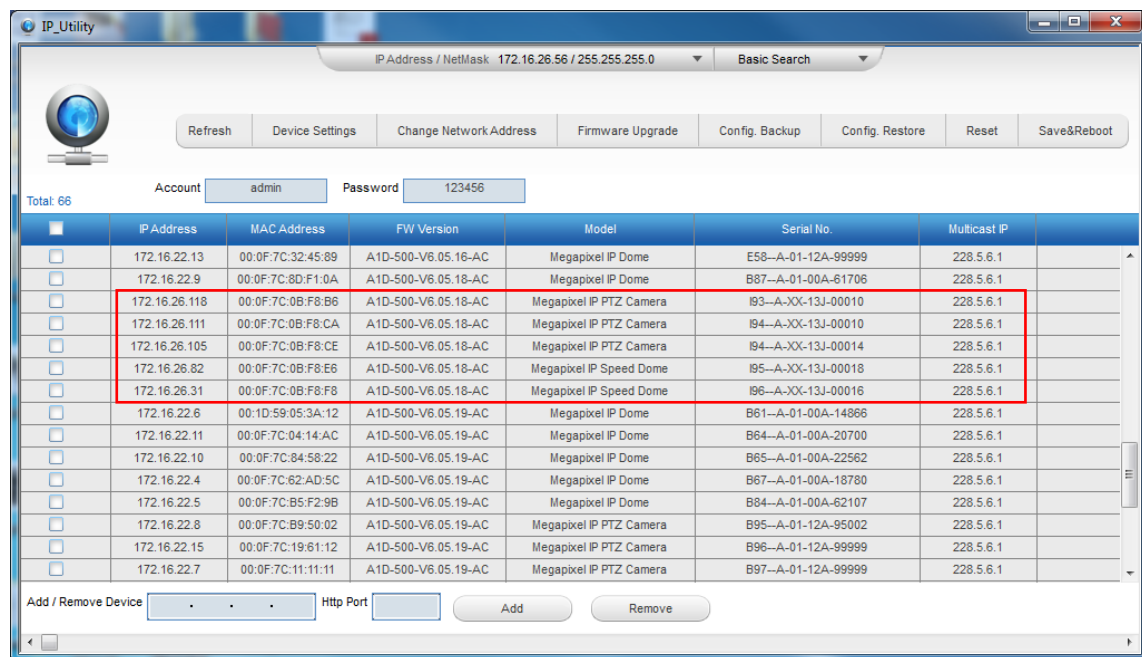 IP_Utility
IP Address / NetMask 172.16.26.56 / 255.255.255.0 Basic Search
Refresh Device Settings Change Network Address Firmware Upgrade Config. Backup Config. Restore Reset Save&Reboot
Account admin Password 123456
Total: 66
IP Address MAC Address FW Version Model Serial No. Multicast IP
172.16.22.13 00:0F:7C:32:45:89 A1D-500-V6.05.16-AC Megapixel IP Dome E58--A-01-12A-99999 228.5.6.1
172.16.22.9 00:0F:7C:8D:F1:0A A1D-500-V6.05.18-AC Megapixel IP Dome B87--A-01-00A-61706 228.5.6.1
172.16.26.118 00:0F:7C:0B:F8:B6 A1D-500-V6.05.18-AC Megapixel IP PTZ Camera I93--A-XX-13J-00010 228.5.6.1
172.16.26.111 00:0F:7C:0B:F8:CA A1D-500-V6.05.18-AC Megapixel IP PTZ Camera I94--A-XX-13J-00010 228.5.6.1
172.16.26.105 00:0F:7C:0B:F8:CE A1D-500-V6.05.18-AC Megapixel IP PTZ Camera I94--A-XX-13J-00014 228.5.6.1
172.16.26.82 00:0F:7C:0B:F8:E6 A1D-500-V6.05.18-AC Megapixel IP Speed Dome I95--A-XX-13J-00018 228.5.6.1
172.16.26.31 00:0F:7C:0B:F8:F8 A1D-500-V6.05.18-AC Megapixel IP Speed Dome I96--A-XX-13J-00016 228.5.6.1
172.16.22.6 00:1D:59:05:3A:12 A1D-500-V6.05.19-AC Megapixel IP Dome B61--A-01-00A-14866 228.5.6.1
172.16.22.11 00:0F:7C:04:14:AC A1D-500-V6.05.19-AC Megapixel IP Dome B64--A-01-00A-20700 228.5.6.1
172.16.22.10 00:0F:7C:84:58:22 A1D-500-V6.05.19-AC Megapixel IP Dome B65--A-01-00A-22562 228.5.6.1
172.16.22.4 00:0F:7C:62:AD:5C A1D-500-V6.05.19-AC Megapixel IP Dome B67--A-01-00A-18780 228.5.6.1
172.16.22.5 00:0F:7C:B5:F2:9B A1D-500-V6.05.19-AC Megapixel IP Dome B84--A-01-00A-62107 228.5.6.1
172.16.22.8 00:0F:7C:B9:50:02 A1D-500-V6.05.19-AC Megapixel IP PTZ Camera B95--A-01-12A-95002 228.5.6.1
172.16.22.15 00:0F:7C:19:61:12 A1D-500-V6.05.19-AC Megapixel IP PTZ Camera B96--A-01-12A-99999 228.5.6.1
172.16.22.7 00:0F:7C:11:11:11 A1D-500-V6.05.19-AC Megapixel IP PTZ Camera B97--A-01-12A-99999 228.5.6.1
Add / Remove Device . . . Http Port Add Remove